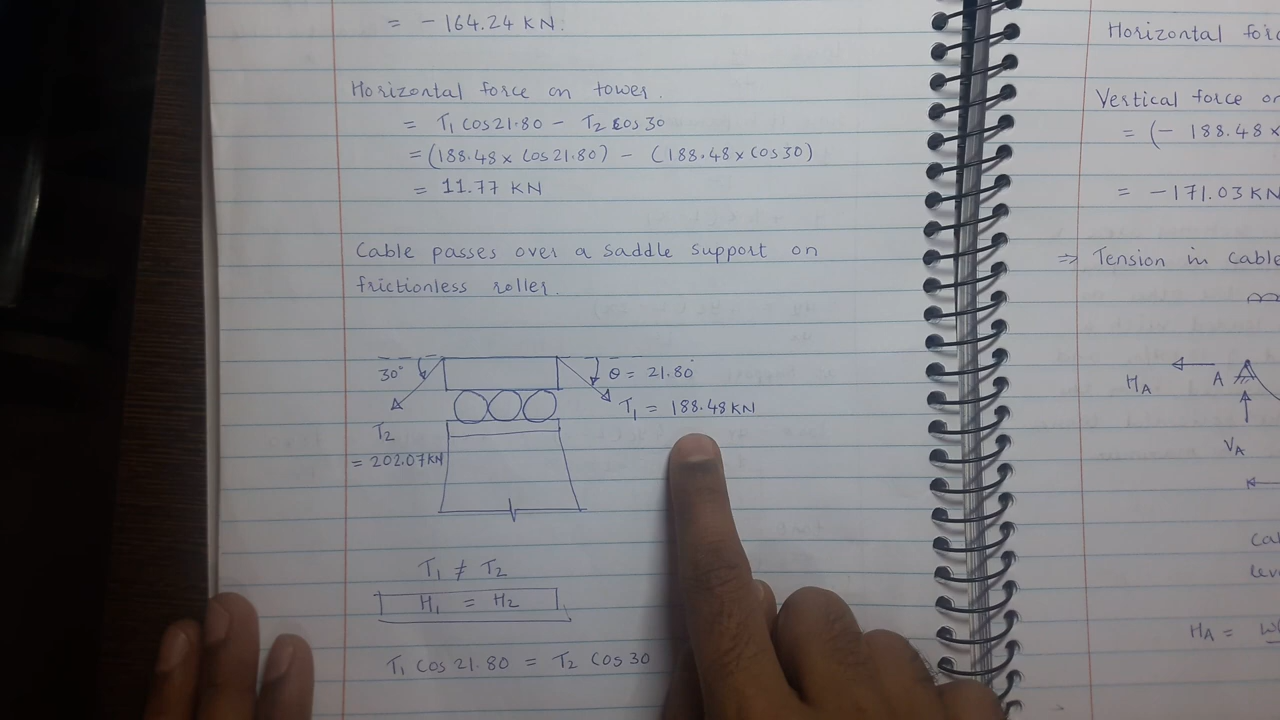 = - 164.24 KN.
Horizontal force on tower.
= T₁ Cos 21.80 - T₂ Cos 30
= (188.48 x Cos 21.80) - (188.48 x Cos 30)
= 11.77 KN
Cable passes over a saddle support on
frictionless roller.
30°
θ = 21.80
T₁ = 188.48 KN
T₂
= 202.07 KN
T₁ ≠ T₂
H₁ = H₂
T₁ Cos 21.80 = T₂ Cos 30
Horizontal
Vertical force
= (- 188.48 x
= -171.03 KN
⇒ Tension in Cable
H_A
A
V_A
H_A =